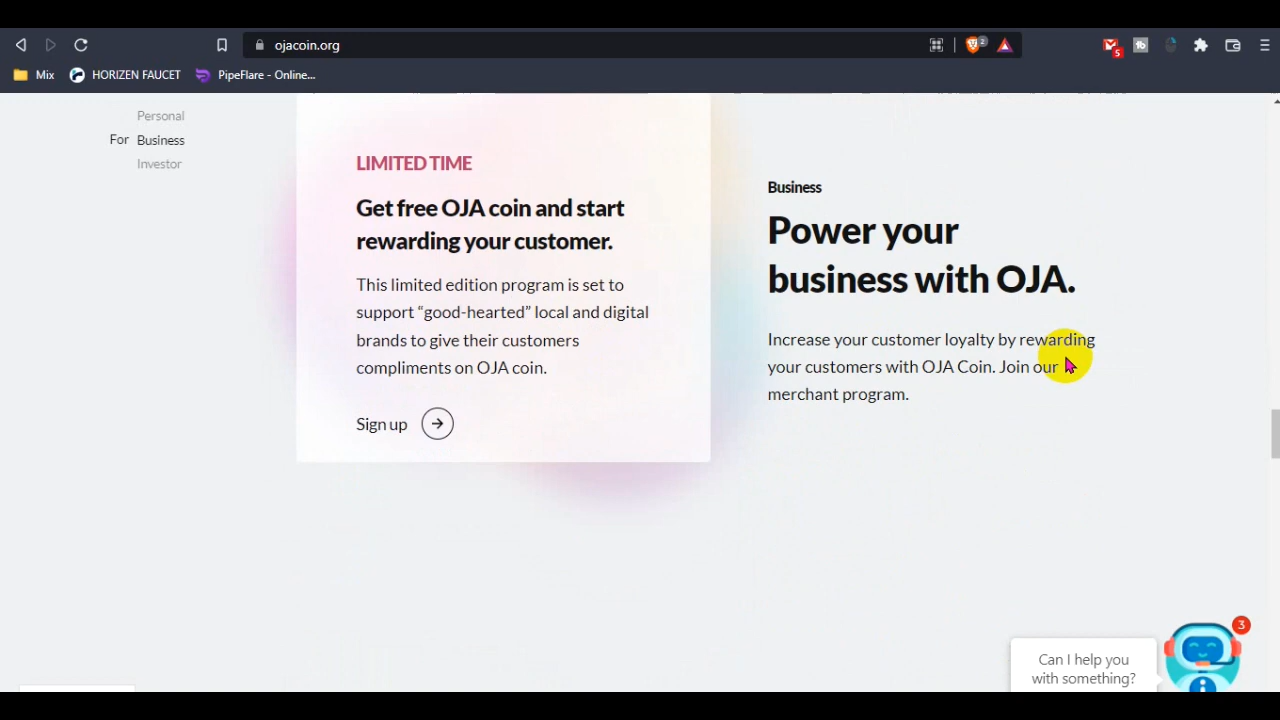 ojacoin.org
2
5
Mix
HORIZEN FAUCET
PipeFlare - Online...
Personal
For Business
Investor
LIMITED TIME
Get free OJA coin and start
rewarding your customer.
This limited edition program is set to
support “good-hearted” local and digital
brands to give their customers
compliments on OJA coin.
Sign up
Business
Power your
business with OJA.
Increase your customer loyalty by rewarding
your customers with OJA Coin. Join our
merchant program.
3
Can I help you
with something?